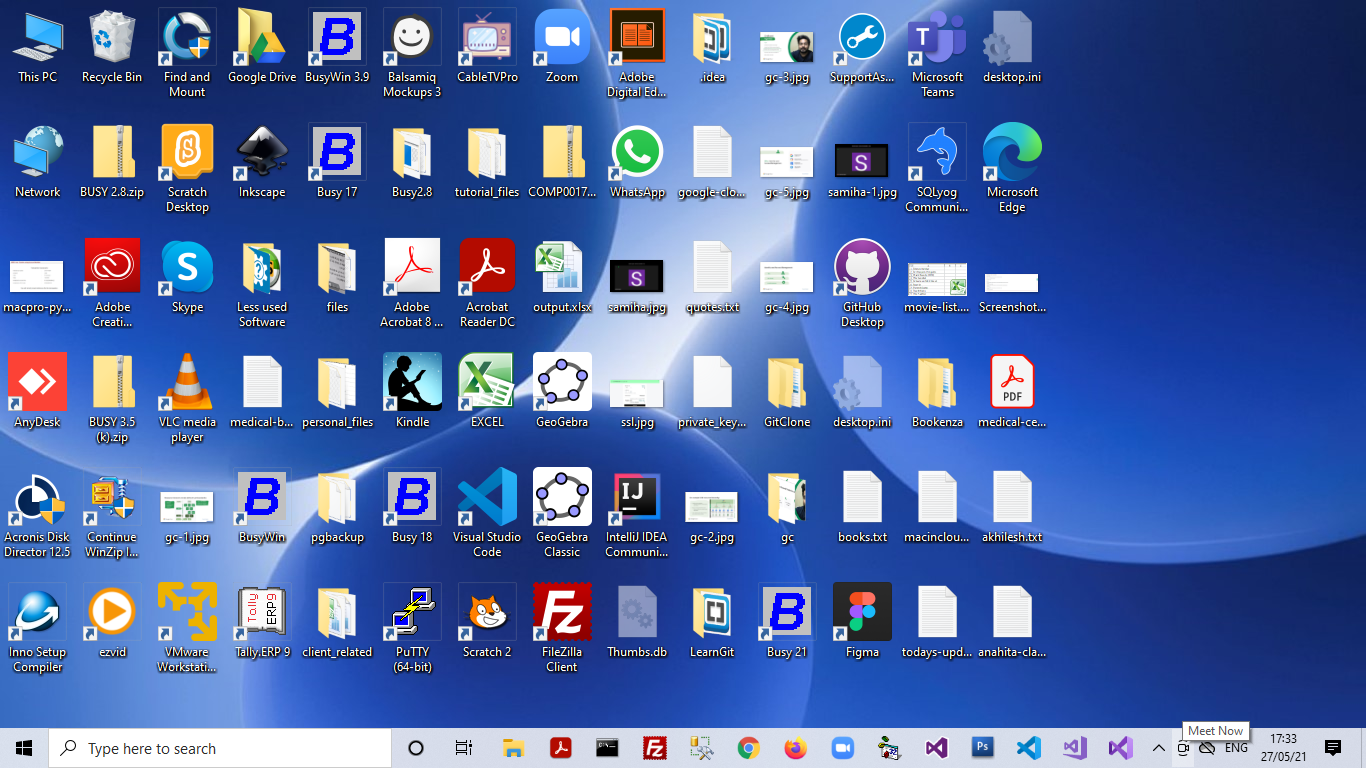 This PC
Recycle Bin
Find and
Mount
Google Drive
BusyWin 3.9
Balsamiq
Mockups 3
CableTVPro
Zoom
Adobe
Digital Ed...
.idea
gc-3.jpg
SupportAs...
Microsoft
Teams
desktop.ini
Network
BUSY 2.8.zip
Scratch
Desktop
Inkscape
Busy 17
Busy2.8
tutorial_files
COMP0017...
WhatsApp
google-clo...
gc-5.jpg
samiha-1.jpg
SQLyog
Communi...
Microsoft
Edge
macpro-py...
Adobe
Creati...
Skype
Less used
Software
files
Adobe
Acrobat 8 ...
Acrobat
Reader DC
output.xlsx
samiha.jpg
quotes.txt
gc-4.jpg
GitHub
Desktop
movie-list....
Screenshot...
AnyDesk
BUSY 3.5
(k).zip
VLC media
player
medical-b...
personal_files
Kindle
EXCEL
GeoGebra
ssl.jpg
private_key...
GitClone
desktop.ini
Bookenza
PDF
medical-ce...
Acronis Disk
Director 12.5
Continue
WinZip I...
gc-1.jpg
BusyWin
pgbackup
Busy 18
Visual Studio
Code
GeoGebra
Classic
IntelliJ IDEA
Communi...
gc-2.jpg
gc
books.txt
macinclou...
akhilesh.txt
Inno Setup
Compiler
ezvid
VMware
Workstati...
Tally
ERP9
Tally.ERP 9
client_related
PuTTY
(64-bit)
Scratch 2
FileZilla
Client
Thumbs.db
LearnGit
Busy 21
Figma
todays-upd...
anahita-cla...
Meet Now
Type here to search
ENG
17:33
27/05/21